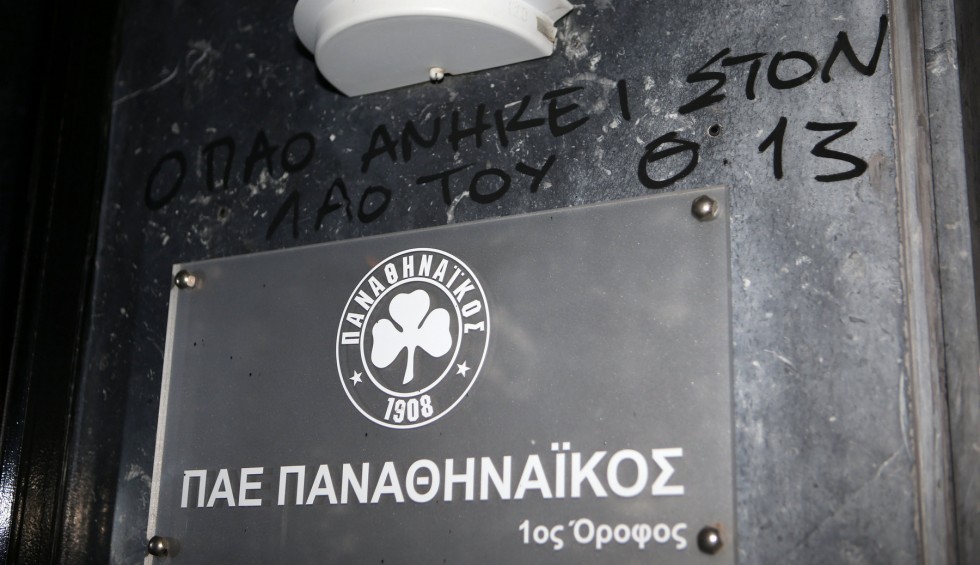 Ο ΠΑΟ ΑΝΗΚΕΙ ΣΤΟΝ
ΛΑΟ ΤΟΥ Θ 13
ΠΑΝΑΘΗΝΑΪΚΟΣ
1908
ΠΑΕ ΠΑΝΑΘΗΝΑΪΚΟΣ
1ος Όροφος